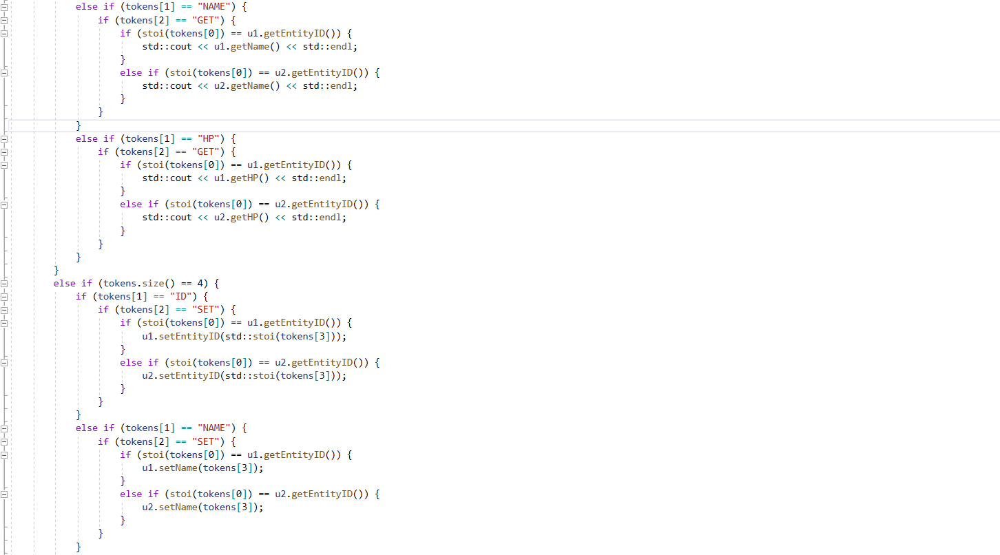 else if (tokens[1] == "NAME") {
if (tokens[2] == "GET") {
if (stoi(tokens[0]) == u1.getEntityID()) {
std::cout << u1.getName() << std::endl;
}
else if (stoi(tokens[0]) == u2.getEntityID()) {
std::cout << u2.getName() << std::endl;
}
}
}
else if (tokens[1] == "HP") {
if (tokens[2] == "GET") {
if (stoi(tokens[0]) == u1.getEntityID()) {
std::cout << u1.getHP() << std::endl;
}
else if (stoi(tokens[0]) == u2.getEntityID()) {
std::cout << u2.getHP() << std::endl;
}
}
}
}
else if (tokens.size() == 4) {
if (tokens[1] == "ID") {
if (tokens[2] == "SET") {
if (stoi(tokens[0]) == u1.getEntityID()) {
u1.setEntityID(std::stoi(tokens[3]));
}
else if (stoi(tokens[0]) == u2.getEntityID()) {
u2.setEntityID(std::stoi(tokens[3]));
}
}
}
else if (tokens[1] == "NAME") {
if (tokens[2] == "SET") {
if (stoi(tokens[0]) == u1.getEntityID()) {
u1.setName(tokens[3]);
}
else if (stoi(tokens[0]) == u2.getEntityID()) {
u2.setName(tokens[3]);
}
}
}